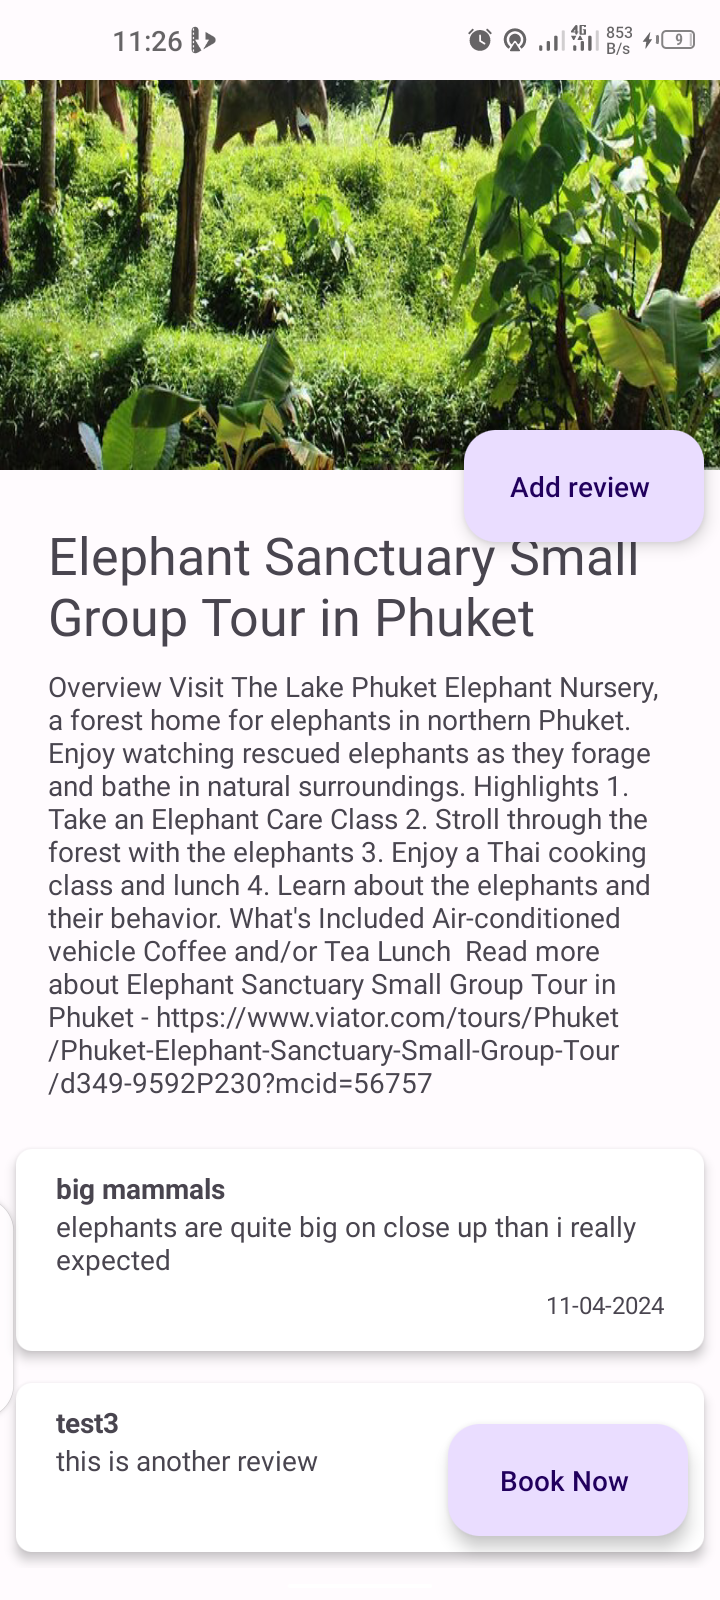 11:26
4G
853
B/s
9
Add review
Elephant Sanctuary Small
Group Tour in Phuket
Overview Visit The Lake Phuket Elephant Nursery,
a forest home for elephants in northern Phuket.
Enjoy watching rescued elephants as they forage
and bathe in natural surroundings. Highlights 1.
Take an Elephant Care Class 2. Stroll through the
forest with the elephants 3. Enjoy a Thai cooking
class and lunch 4. Learn about the elephants and
their behavior. What's Included Air-conditioned
vehicle Coffee and/or Tea Lunch  Read more
about Elephant Sanctuary Small Group Tour in
Phuket - https://www.viator.com/tours/Phuket
/Phuket-Elephant-Sanctuary-Small-Group-Tour
/d349-9592P230?mcid=56757
big mammals
elephants are quite big on close up than i really
expected
11-04-2024
test3
this is another review
Book Now